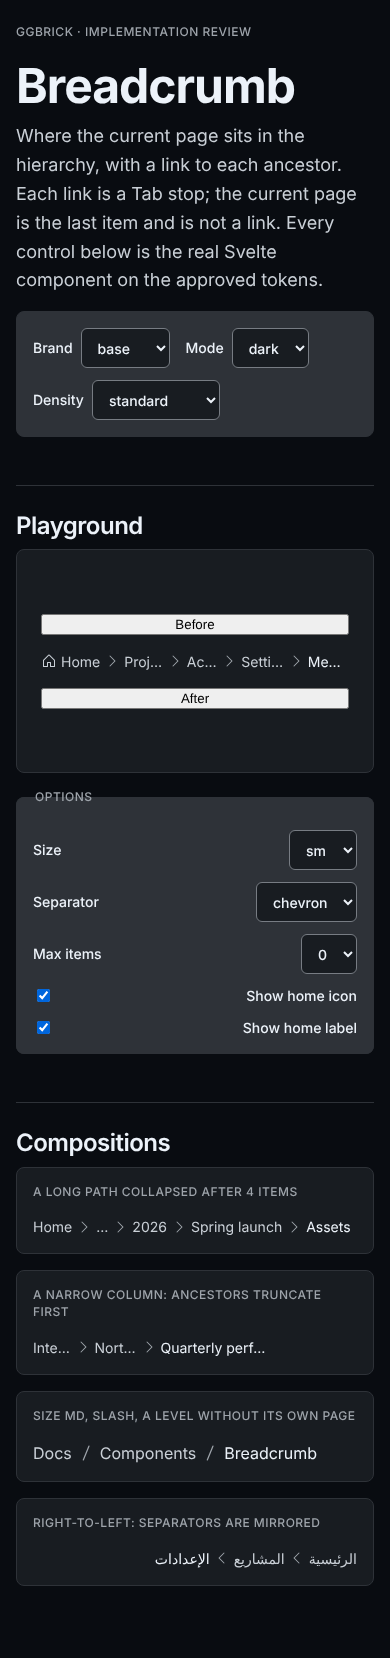 GGBRICK · IMPLEMENTATION REVIEW
Breadcrumb
Where the current page sits in the
hierarchy, with a link to each ancestor.
Each link is a Tab stop; the current page
is the last item and is not a link. Every
control below is the real Svelte
component on the approved tokens.
Brand base Mode dark
Density standard
Playground
Before
Home Proj... Ac... Setti... Me...
After
OPTIONS
Size sm
Separator chevron
Max items 0
Show home icon
Show home label
Compositions
A LONG PATH COLLAPSED AFTER 4 ITEMS
Home ... 2026 Spring launch Assets
A NARROW COLUMN: ANCESTORS TRUNCATE
FIRST
Inte... Nort... Quarterly perf...
SIZE MD, SLASH, A LEVEL WITHOUT ITS OWN PAGE
Docs / Components / Breadcrumb
RIGHT-TO-LEFT: SEPARATORS ARE MIRRORED
الرئيسية المشاريع الإعدادات